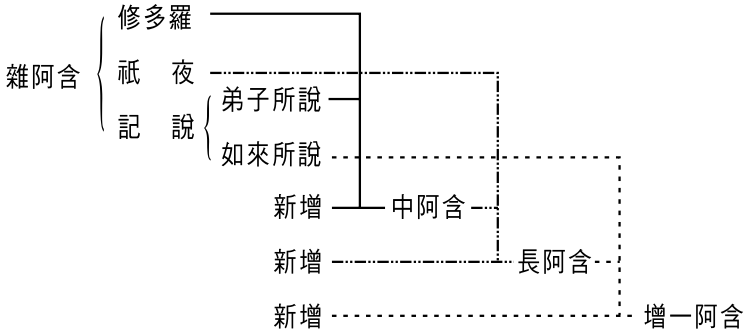 修多羅
雜阿含
祇夜
弟子所說
記說
如來所說
新增 中阿含
新增 長阿含
新增 增一阿含